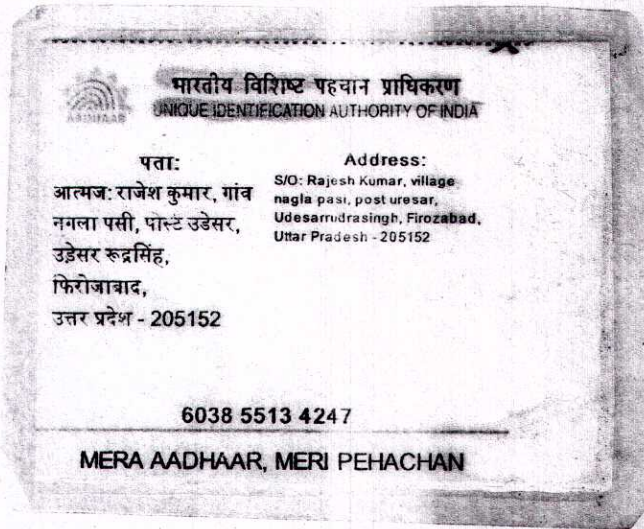 भारतीय विशिष्ट पहचान प्राधिकरण
UNIQUE IDENTIFICATION AUTHORITY OF INDIA
AADHAAR
पता:
आत्मज: राजेश कुमार, गांव
नगला पसी, पोस्ट उडेसर,
उड़ेसर रूद्रसिंह,
फिरोजाबाद,
उत्तर प्रदेश - 205152
Address:
S/O: Rajesh Kumar, village
nagla pasi, post uresar,
Udesarrudrasingh, Firozabad,
Uttar Pradesh - 205152
6038 5513 4247
MERA AADHAAR, MERI PEHACHAN